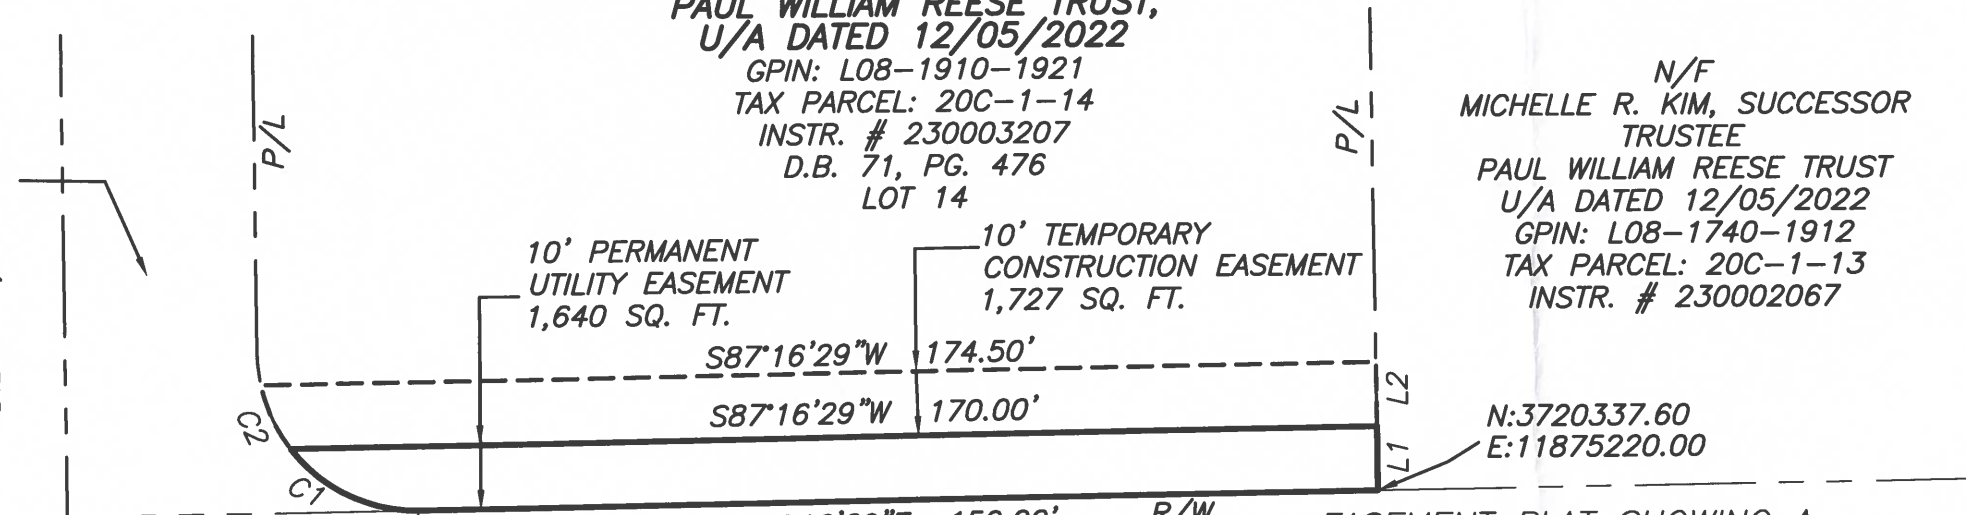 PAUL WILLIAM REESE TRUST,
U/A DATED 12/05/2022
GPIN: L08-1910-1921
TAX PARCEL: 20C-1-14
INSTR. # 230003207
D.B. 71, PG. 476
LOT 14
P/L
P/L
N/F
MICHELLE R. KIM, SUCCESSOR
TRUSTEE
PAUL WILLIAM REESE TRUST
U/A DATED 12/05/2022
GPIN: L08-1740-1912
TAX PARCEL: 20C-1-13
INSTR. # 230002067
10' PERMANENT
UTILITY EASEMENT
1,640 SQ. FT.
10' TEMPORARY
CONSTRUCTION EASEMENT
1,727 SQ. FT.
S87°16'29"W 174.50'
S87°16'29"W 170.00'
L2
L1
C2
C1
N:3720337.60
E:11875220.00
R/W
EASEMENT PLAT SHOWING A